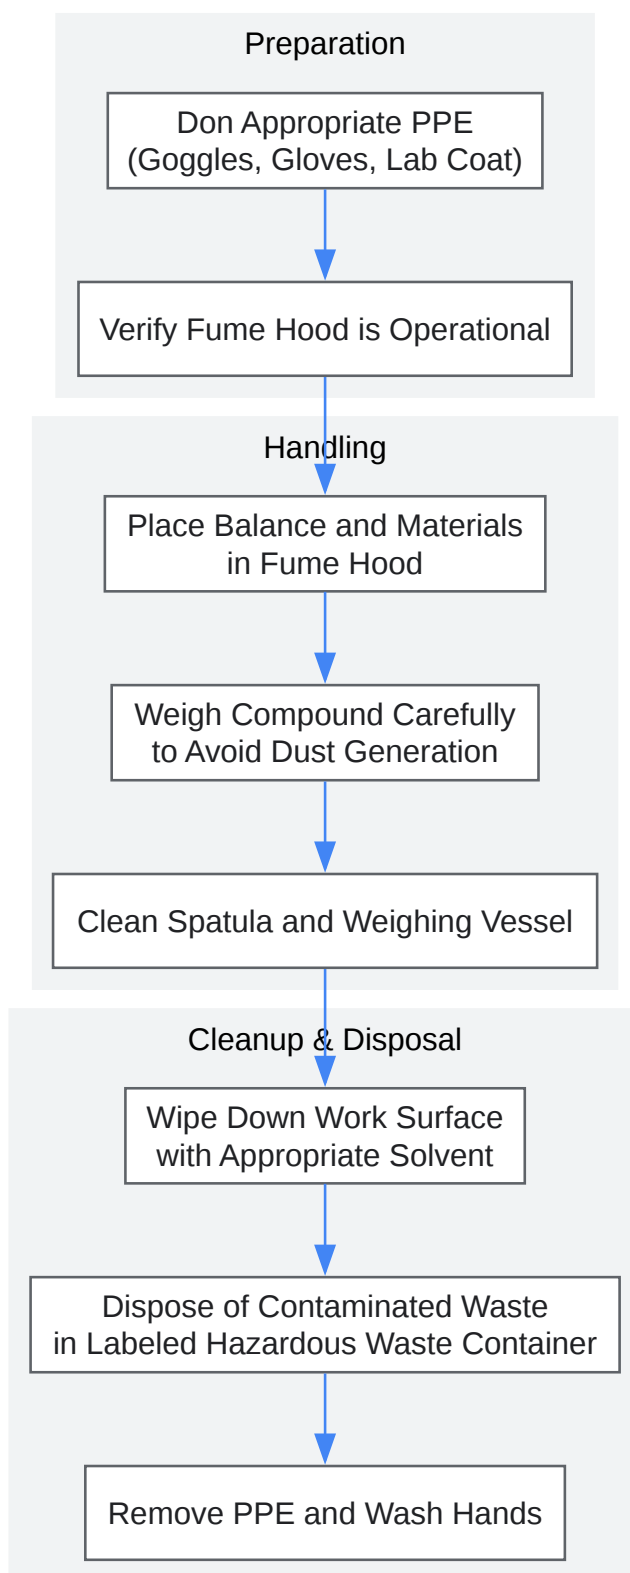 Preparation
Don Appropriate PPE
(Goggles, Gloves, Lab Coat)
Verify Fume Hood is Operational
Handling
Place Balance and Materials
in Fume Hood
Weigh Compound Carefully
to Avoid Dust Generation
Clean Spatula and Weighing Vessel
Cleanup & Disposal
Wipe Down Work Surface
with Appropriate Solvent
Dispose of Contaminated Waste
in Labeled Hazardous Waste Container
Remove PPE and Wash Hands